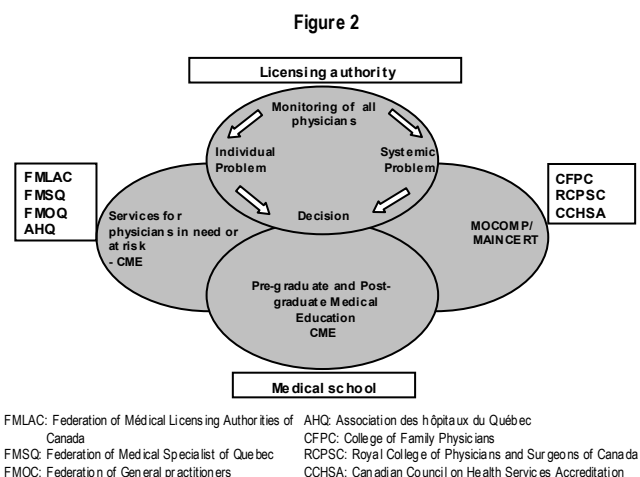 Figure 2
Licensing authority
Monitoring of all
physicians
Individual
Problem
Systemic
Problem
Decision
FMLAC
FMSQ
FMOQ
AHQ
Services for
physicians in need or
at risk
- CME
CFPC
RCPSC
CCHSA
MOCOMP/
MAINCERT
Pre-graduate and Post-
graduate Medical
Education
CME
Medical school
FMLAC: Federation of Médical Licensing Authorities of
Canada
FMSQ: Federation of Medical Specialist of Quebec
FMOC: Federation of General practitioners
AHQ: Association des hôpitaux du Québec
CFPC: College of Family Physicians
RCPSC: Royal College of Physicians and Surgeons of Canada
CCHSA: Canadian Council on Health Services Accreditation